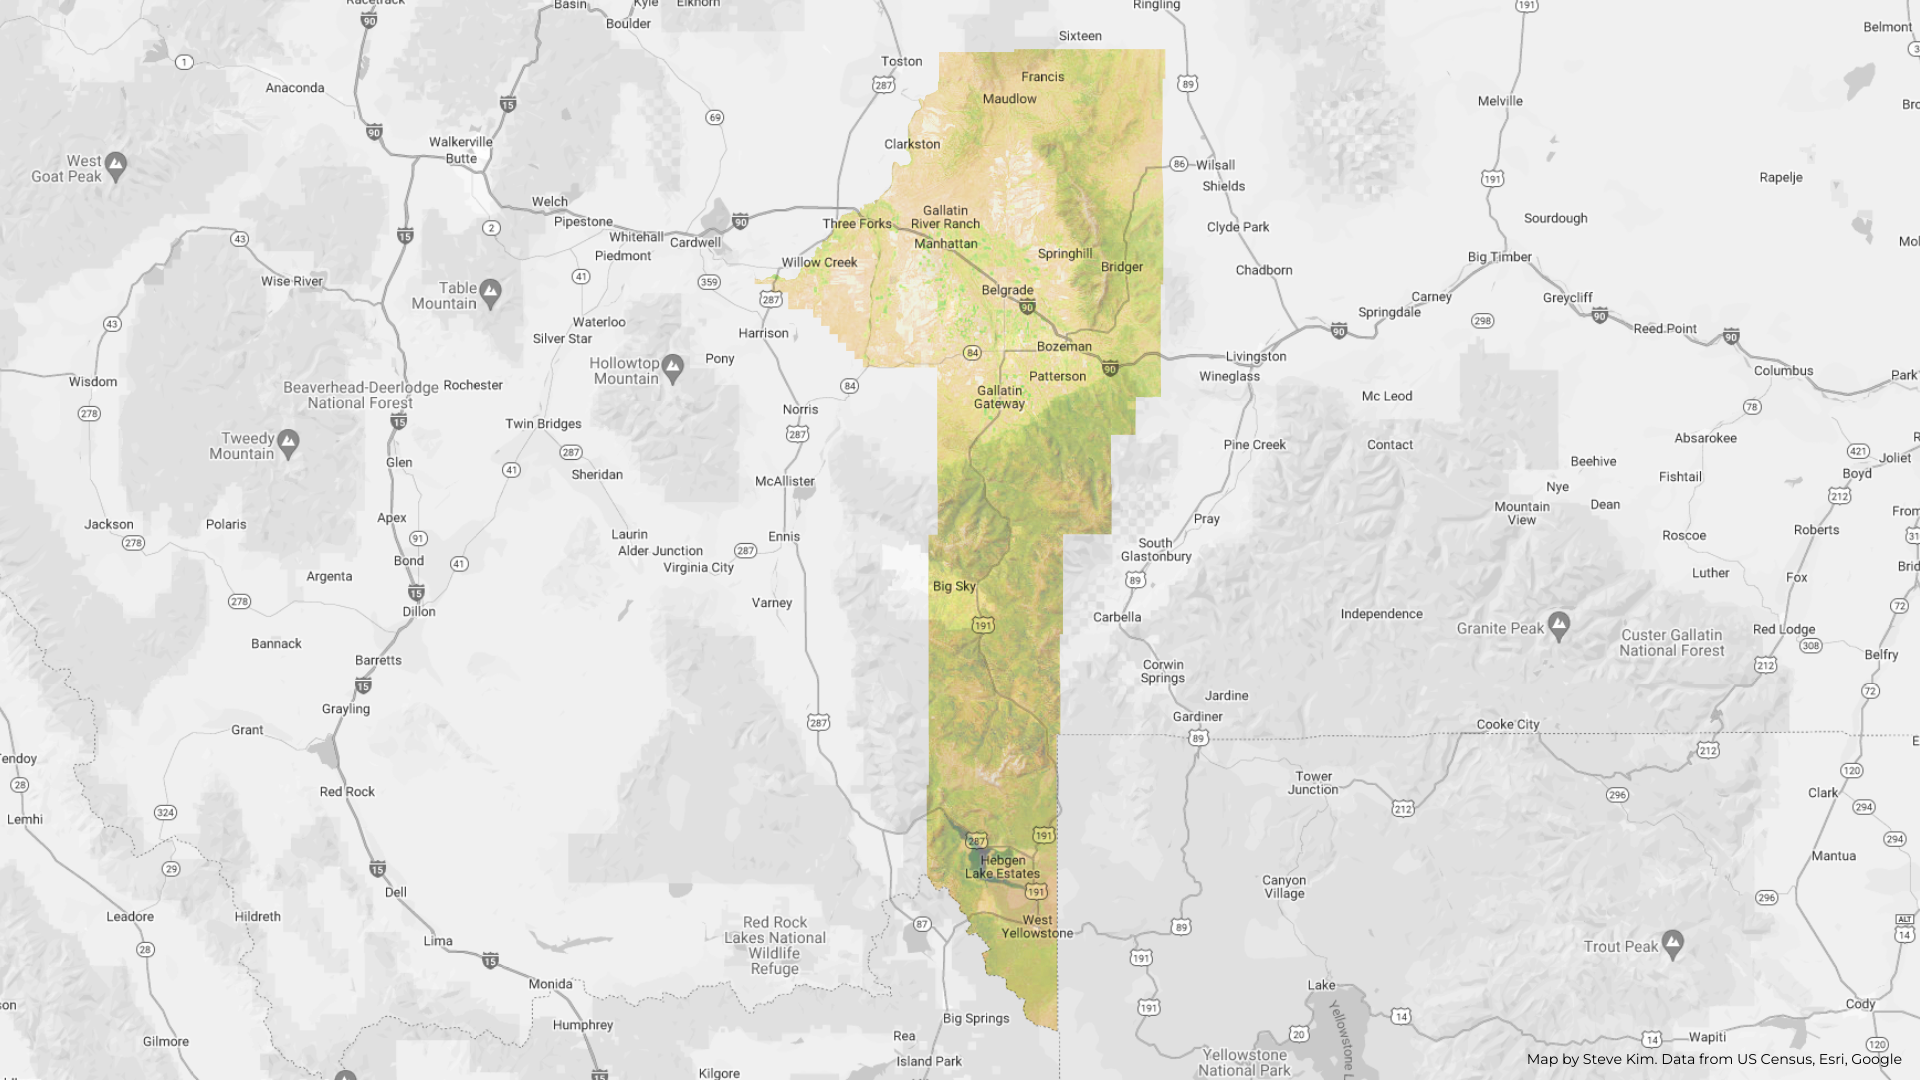 Racetrack
Basin
Kyle
Elkhorn
Ringling
191
90
Boulder
Belmont
Sixteen
1
Toston
287
Francis
89
Anaconda
Maudlow
Melville
15
69
90
Walkerville
Butte
Clarkston
West
Goat Peak
86
Wilsall
Shields
191
Rapelje
Welch
Pipestone
90
Three Forks
Gallatin
River Ranch
Manhattan
Clyde Park
Sourdough
2
15
43
Whitehall
Cardwell
Piedmont
Willow Creek
Springhill
Bridger
Chadborn
Big Timber
Wise River
Table
Mountain
41
359
287
Belgrade
90
Carney
Springdale
Greycliff
90
43
Waterloo
Silver Star
Harrison
298
90
Reed Point
90
Hollowtop
Mountain
Pony
84
Bozeman
90
Livingston
Wineglass
Columbus
Park
Wisdom
Beaverhead-Deerlodge
National Forest
Rochester
84
Patterson
Gallatin
Gateway
Mc Leod
278
15
Twin Bridges
Norris
287
78
Tweedy
Mountain
287
Pine Creek
Contact
Absarokee
421
Glen
41
Sheridan
McAllister
Beehive
Nye
Fishtail
Joliet
Boyd
212
Jackson
Polaris
278
Apex
91
Laurin
Ennis
Pray
Mountain
View
Dean
From
Roberts
Roscoe
Bond
41
Alder Junction
287
Virginia City
South
Glastonbury
89
Argenta
15
Big Sky
Luther
Fox
278
Dillon
Varney
191
Carbella
Independence
Granite Peak
Custer Gallatin
National Forest
72
Red Lodge
308
Bannack
Barretts
15
Corwin
Springs
212
Belfry
72
Grayling
Jardine
Gardiner
89
Cooke City
Grant
287
212
28
Red Rock
Tower
Junction
212
296
120
Clark
294
324
Lemhi
287
191
294
29
15
Hebgen
Lake Estates
191
Mantua
Dell
Canyon
Village
296
Leadore
Hildreth
Red Rock
Lakes National
Wildlife
Refuge
87
West
Yellowstone
89
ALT
14
28
Lima
15
191
Trout Peak
Monida
191
Lake
Cody
Big Springs
14
Humphrey
Rea
20
Yellowstone L
14
Wapiti
120
Gilmore
Island Park
Yellowstone
National Park
Kilgore
15
Map by Steve Kim. Data from US Census, Esri, Google